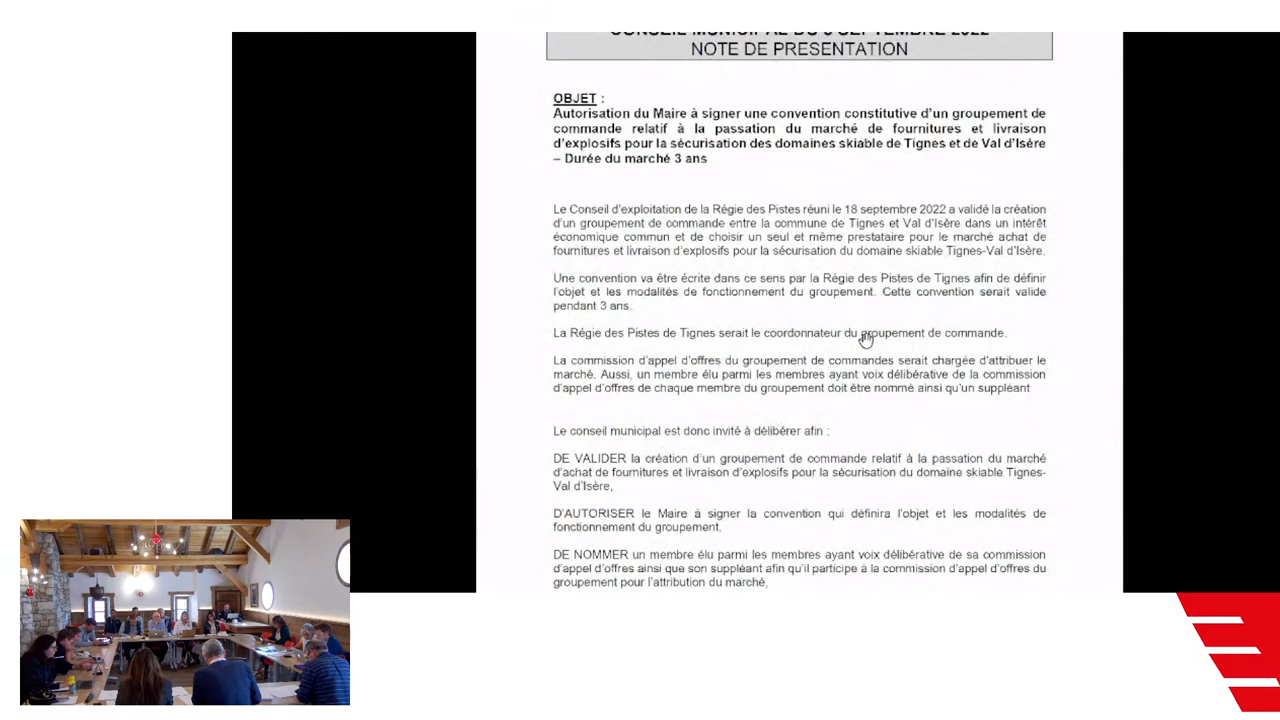 CONSEIL MUNICIPAL DU 6 SEPTEMBRE 2022
NOTE DE PRESENTATION
OBJET :
Autorisation du Maire à signer une convention constitutive d'un groupement de
commande relatif à la passation du marché de fournitures et livraison
d'explosifs pour la sécurisation des domaines skiable de Tignes et de Val d'Isère
– Durée du marché 3 ans
Le Conseil d'exploitation de la Régie des Pistes réuni le 18 septembre 2022 a validé la création
d'un groupement de commande entre la commune de Tignes et Val d'Isère dans un intérêt
économique commun et de choisir un seul et même prestataire pour le marché achat de
fournitures et livraison d'explosifs pour la sécurisation du domaine skiable Tignes-Val d'Isère.
Une convention va être écrite dans ce sens par la Régie des Pistes de Tignes afin de définir
l'objet et les modalités de fonctionnement du groupement. Cette convention serait valide
pendant 3 ans.
La Régie des Pistes de Tignes serait le coordonnateur du groupement de commande.
La commission d'appel d'offres du groupement de commandes serait chargée d'attribuer le
marché. Aussi, un membre élu parmi les membres ayant voix délibérative de la commission
d'appel d'offres de chaque membre du groupement doit être nommé ainsi qu'un suppléant
Le conseil municipal est donc invité à délibérer afin :
DE VALIDER la création d'un groupement de commande relatif à la passation du marché
d'achat de fournitures et livraison d'explosifs pour la sécurisation du domaine skiable Tignes-
Val d'Isère,
D'AUTORISER le Maire à signer la convention qui définira l'objet et les modalités de
fonctionnement du groupement.
DE NOMMER un membre élu parmi les membres ayant voix délibérative de sa commission
d'appel d'offres ainsi que son suppléant afin qu'il participe à la commission d'appel d'offres du
groupement pour l'attribution du marché,